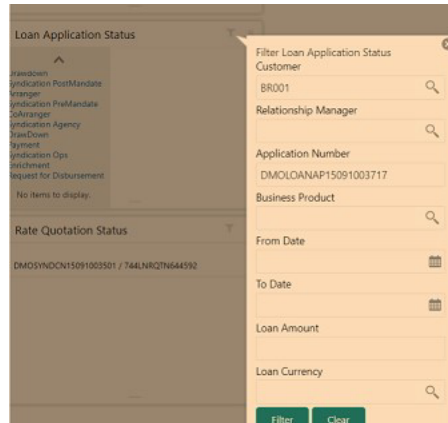 Loan Application Status
Drawdown
Syndication PostMandate
Arranger
Syndication PreMandate
CoArranger
Syndication Agency
DrawDown
Payment
Syndication Ops
Enrichment
Request for Disbursement
No items to display.
Rate Quotation Status
DMOSYNDCN15091003501 / 744LNRQTN644592
Filter Loan Application Status
Customer
BR001
Relationship Manager
Application Number
DMOLOANAP15091003717
Business Product
From Date
To Date
Loan Amount
Loan Currency
Filter
Clear